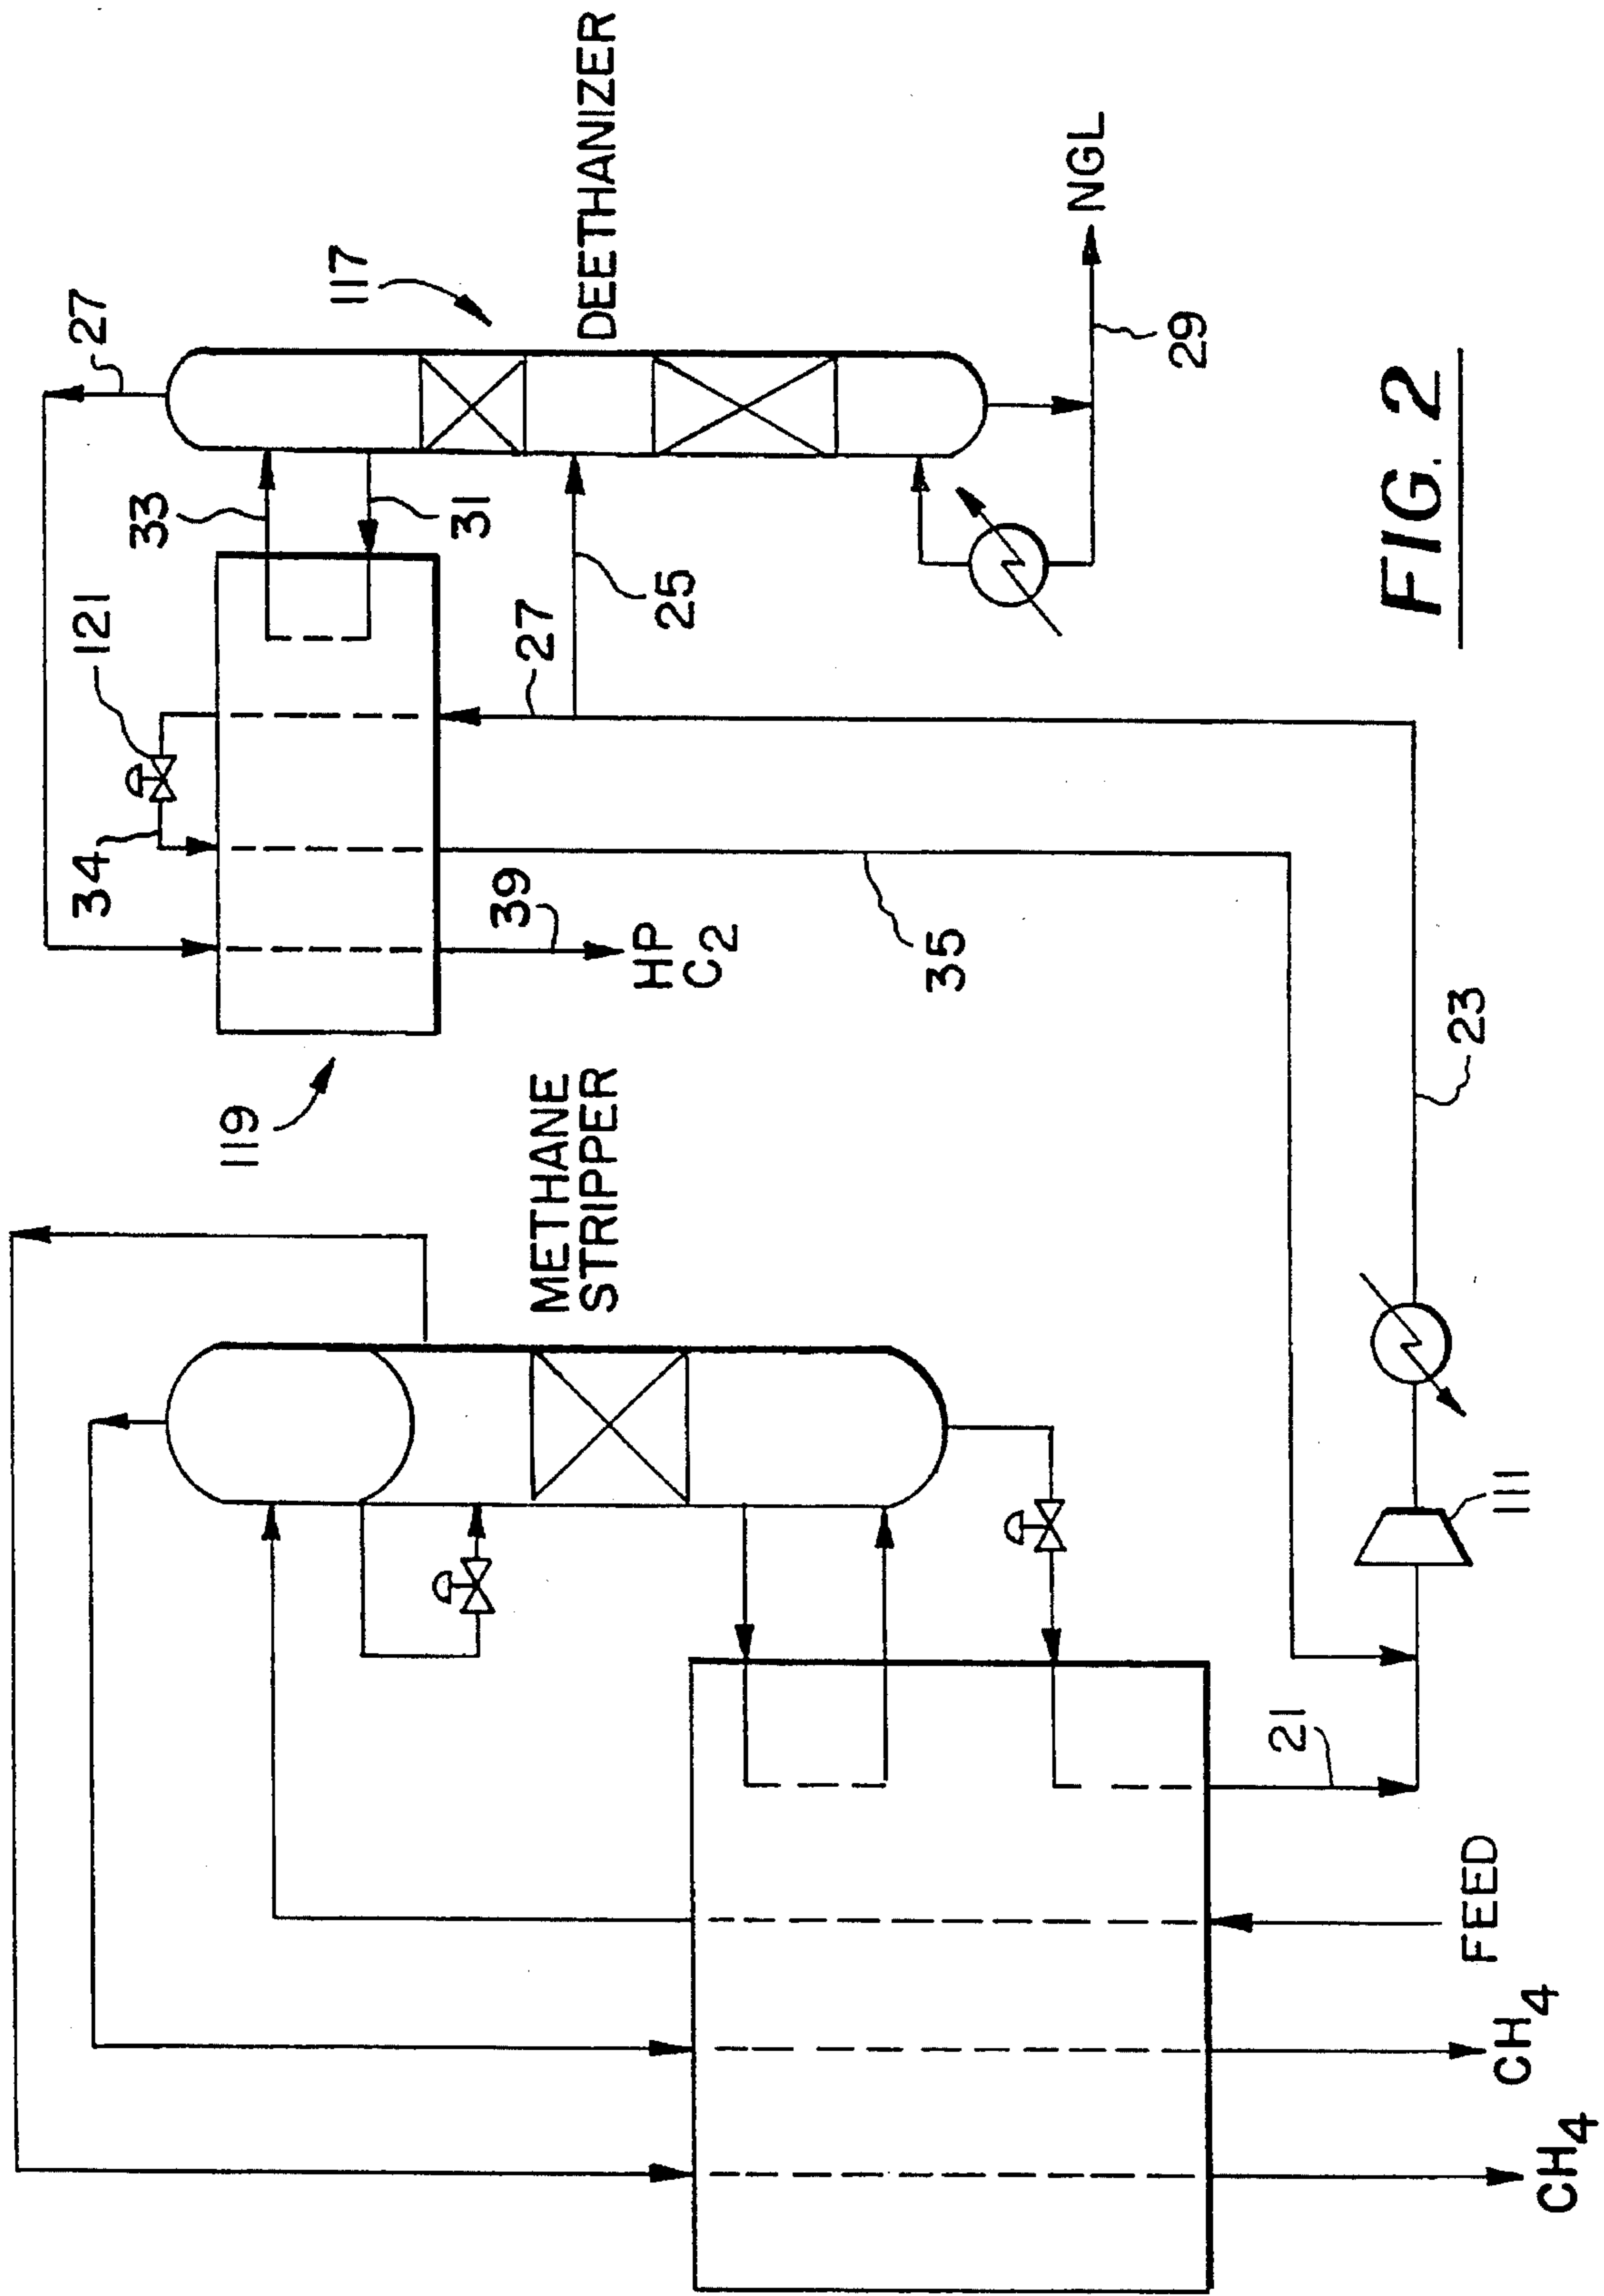 27
117
DEETHANIZER
33
31
121
34
27
25
NGL
29
39
HP
C2
35
119
METHANE
STRIPPER
23
111
21
FEED
CH4
CH4
FIG. 2